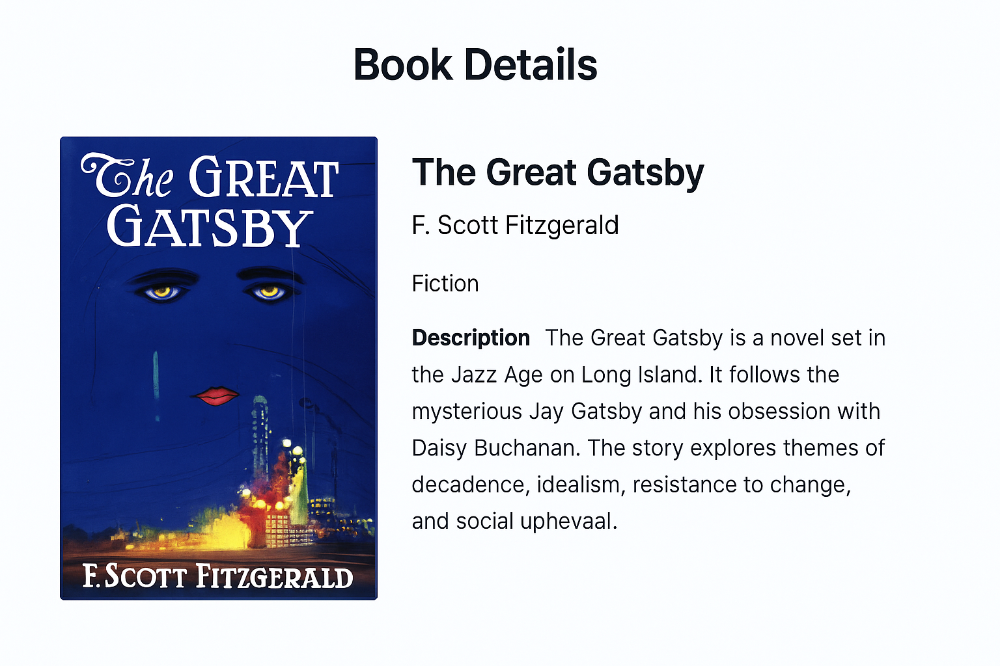 Book Details
The GREAT
GATSBY
F. SCOTT FITZGERALD
The Great Gatsby
F. Scott Fitzgerald
Fiction
Description The Great Gatsby is a novel set in
the Jazz Age on Long Island. It follows the
mysterious Jay Gatsby and his obsession with
Daisy Buchanan. The story explores themes of
decadence, idealism, resistance to change,
and social uphevaal.